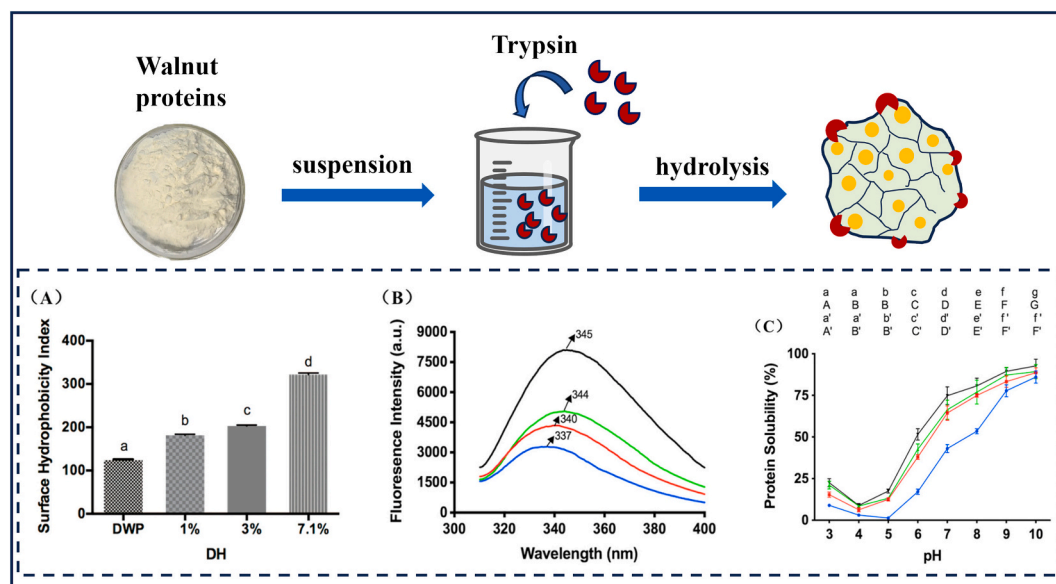 Walnut
proteins
suspension
Trypsin
hydrolysis
(A)
Surface Hydrophobicity Index
400
300
200
100
0
a
b
c
d
DWP
1%
3%
7.1%
DH
(B)
Fluoresence Intensity (a.u.)
9000
7500
6000
4500
3000
1500
0
345
344
340
337
300
320
340
360
380
400
Wavelength (nm)
(C)
a a b c d e f g
A B B C D E F G
a' a' b' c' d' e' f' f'
A' B' B' C' D' E' F' F'
Protein Solubility (%)
100
75
50
25
0
3 4 5 6 7 8 9 10
pH